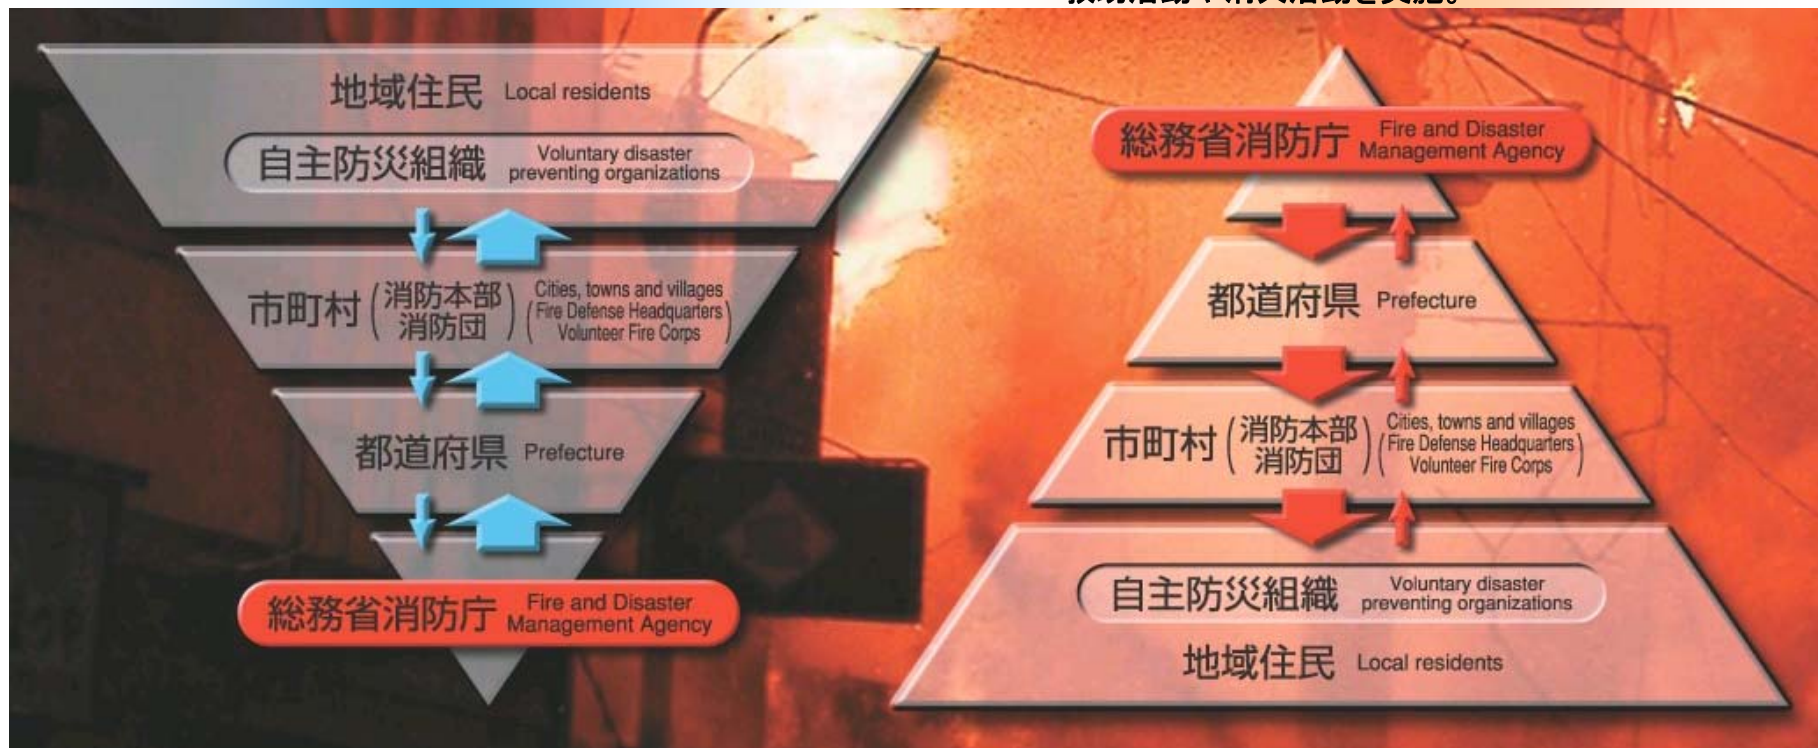 地域住民 Local residents
自主防災組織 Voluntary disaster
preventing organizations
市町村(消防本部
消防団)
Cities, towns and villages
(Fire Defense Headquarters
Volunteer Fire Corps)
都道府県 Prefecture
総務省消防庁 Fire and Disaster
Management Agency
総務省消防庁 Fire and Disaster
Management Agency
都道府県 Prefecture
市町村(消防本部
消防団)
Cities, towns and villages
(Fire Defense Headquarters
Volunteer Fire Corps)
自主防災組織 Voluntary disaster
preventing organizations
地域住民 Local residents